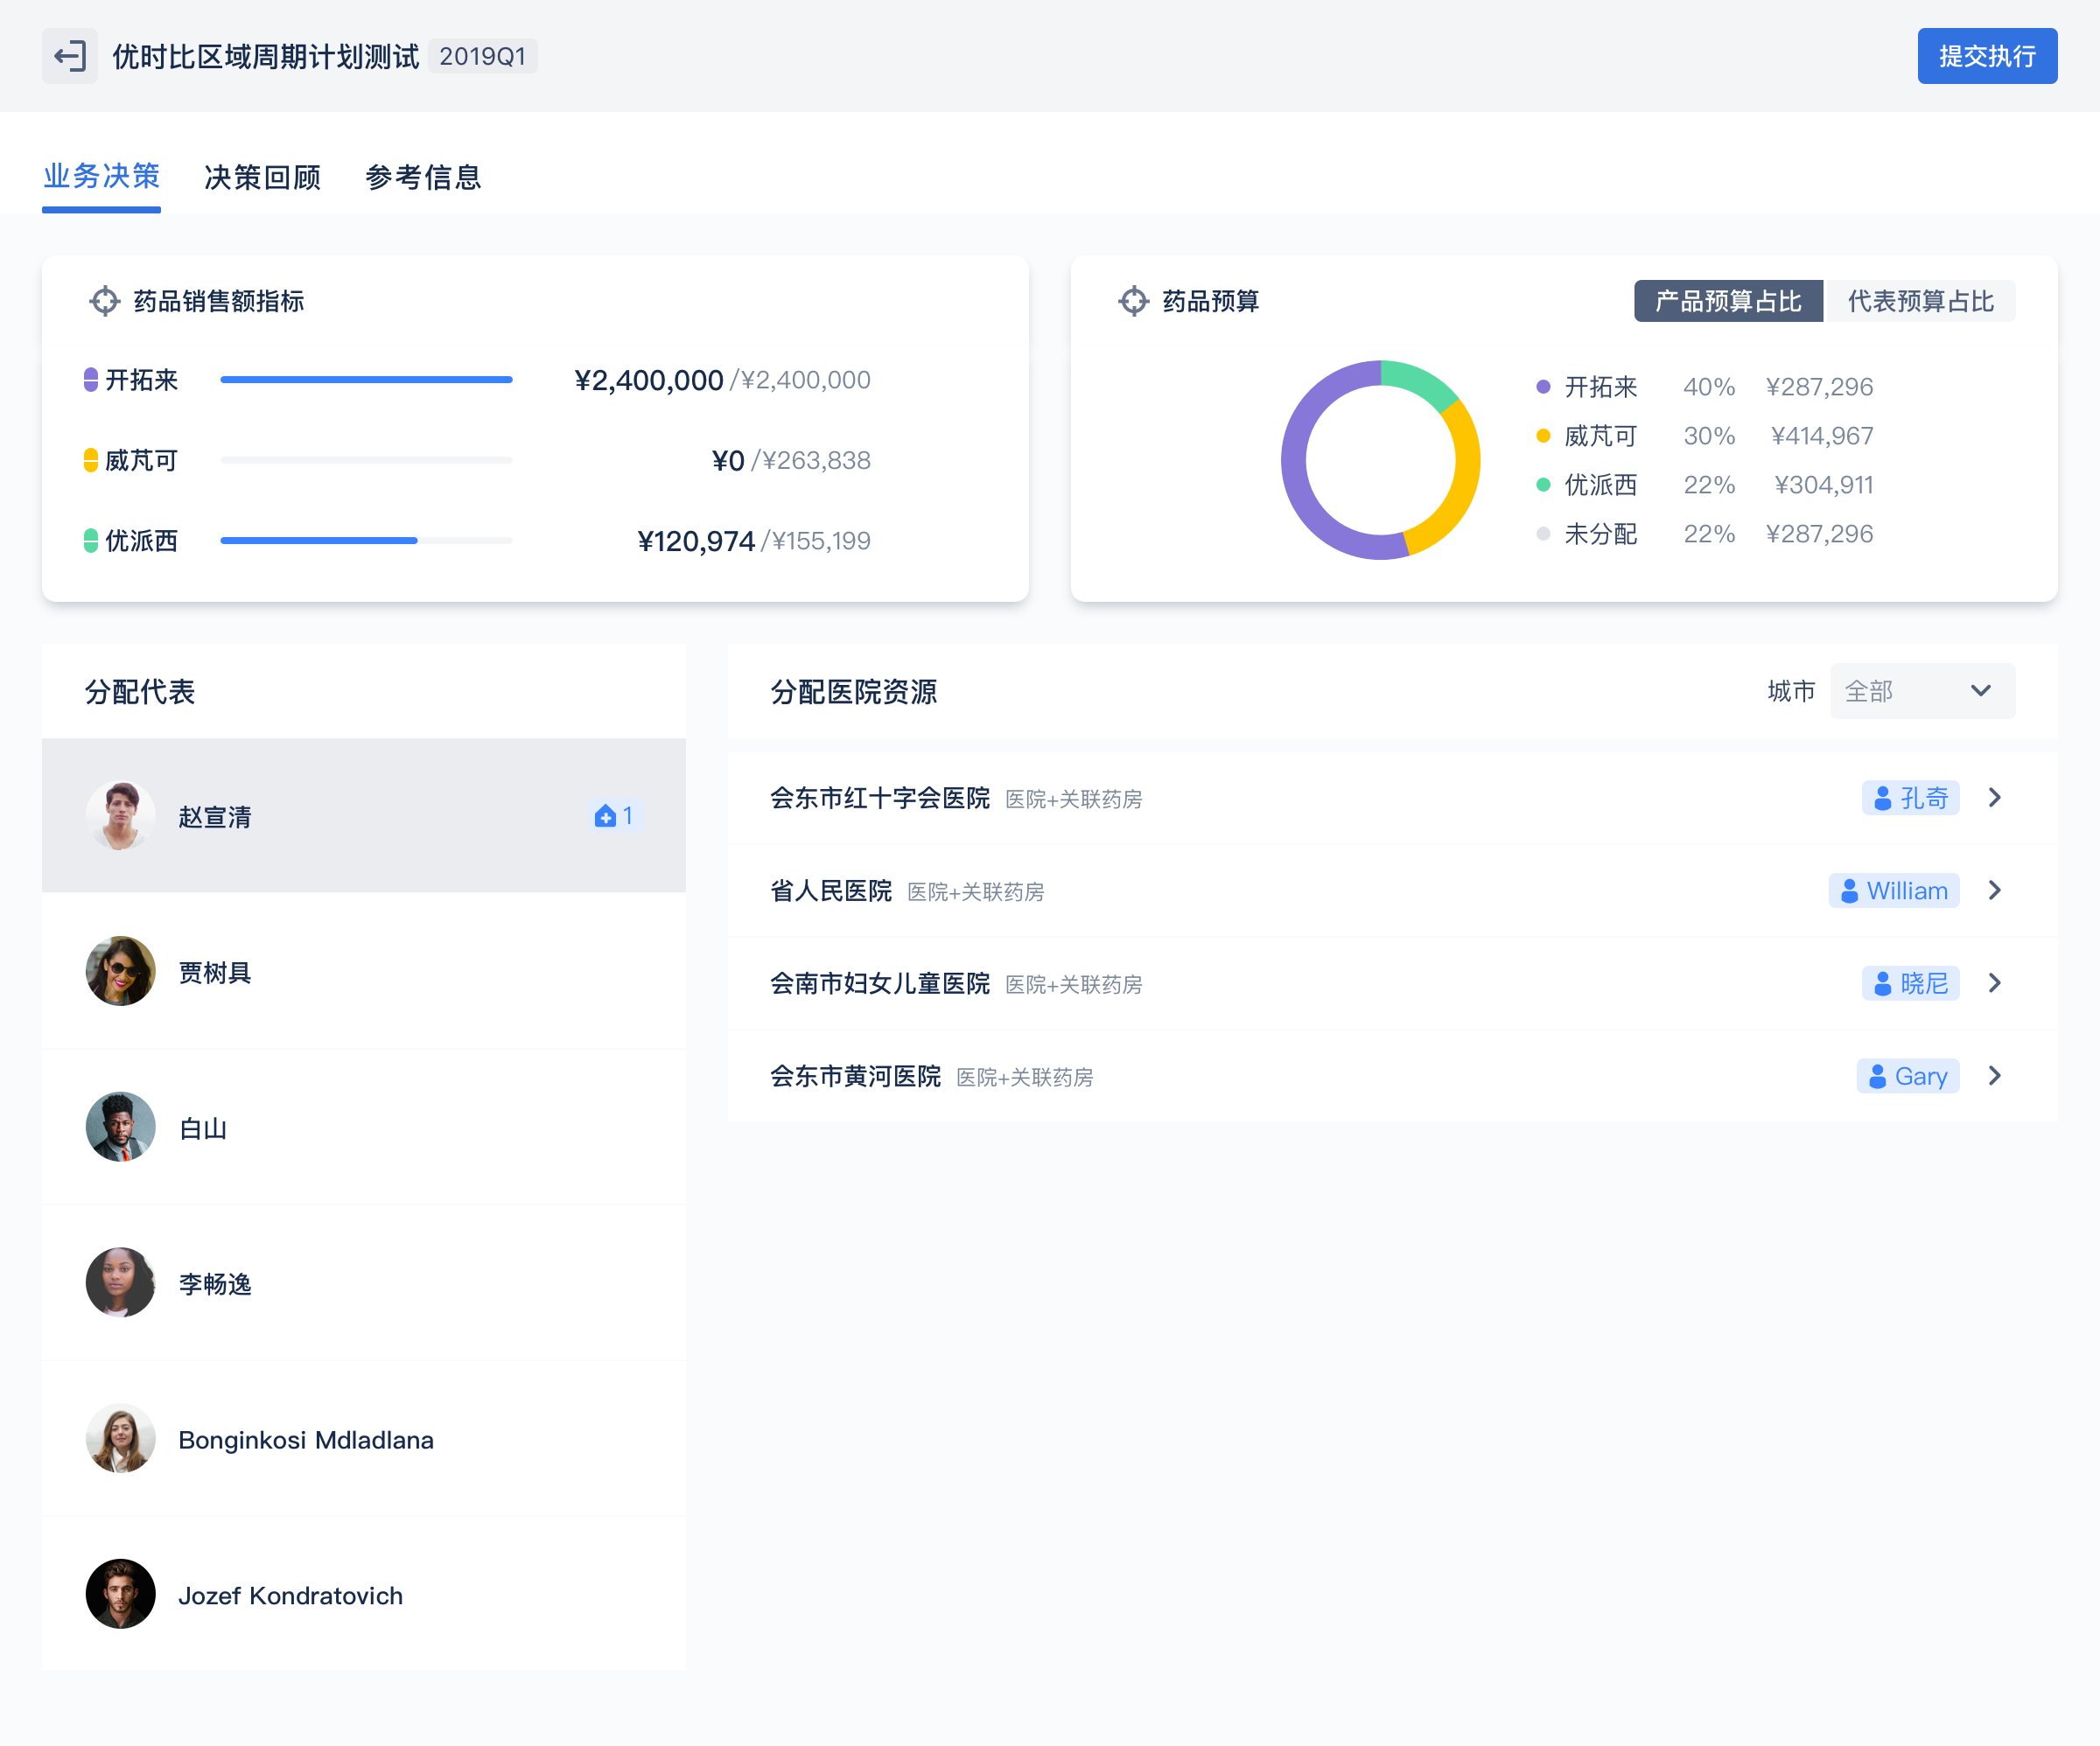 优时比区域周期计划测试 2019Q1 提交执行
业务决策 决策回顾 参考信息
药品销售额指标
开拓来 ¥2,400,000/¥2,400,000
威芃可 ¥0/¥263,838
优派西 ¥120,974/¥155,199
药品预算 产品预算占比 代表预算占比
开拓来 40% ¥287,296
威芃可 30% ¥414,967
优派西 22% ¥304,911
未分配 22% ¥287,296
分配代表
赵宣清 1
贾树具
白山
李畅逸
Bonginkosi Mdladlana
Jozef Kondratovich
分配医院资源 城市 全部
会东市红十字会医院 医院+关联药房 孔奇
省人民医院 医院+关联药房 William
会南市妇女儿童医院 医院+关联药房 晓尼
会东市黄河医院 医院+关联药房 Gary